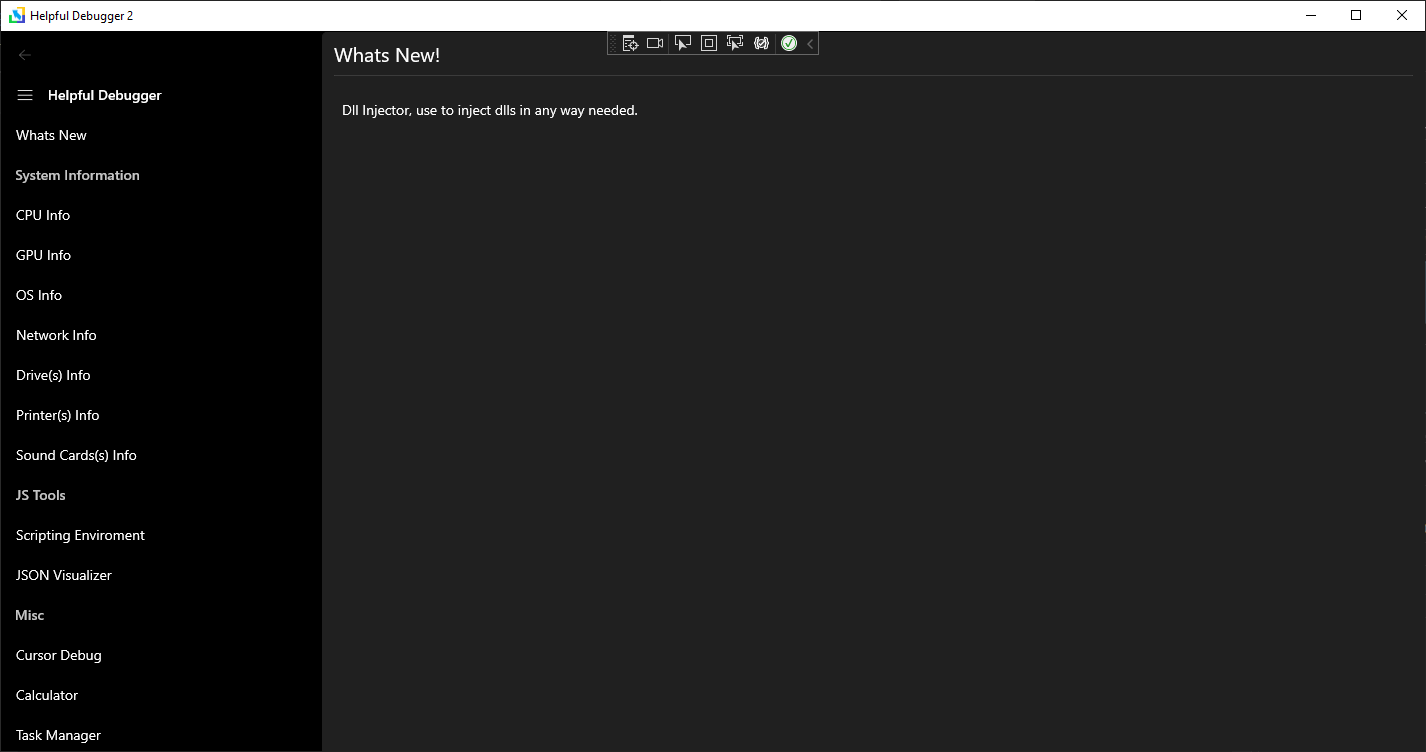 Helpful Debugger 2
Helpful Debugger
Whats New
System Information
CPU Info
GPU Info
OS Info
Network Info
Drive(s) Info
Printer(s) Info
Sound Cards(s) Info
JS Tools
Scripting Enviroment
JSON Visualizer
Misc
Cursor Debug
Calculator
Task Manager
Whats New!
Dll Injector, use to inject dlls in any way needed.